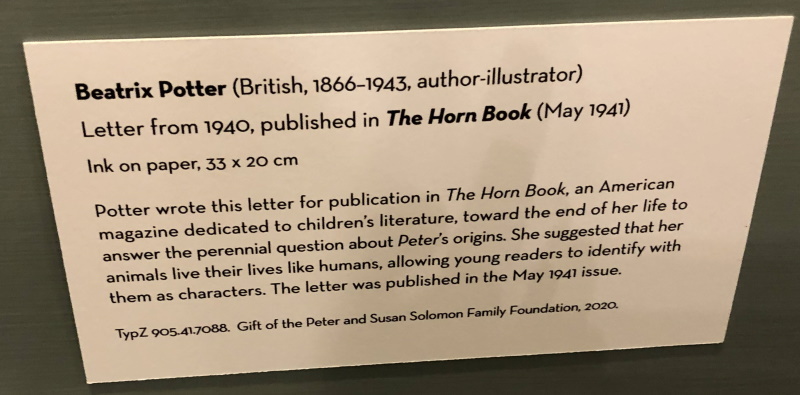 Beatrix Potter (British, 1866–1943, author-illustrator)
Letter from 1940, published in The Horn Book (May 1941)
Ink on paper, 33 x 20 cm
Potter wrote this letter for publication in The Horn Book, an American
magazine dedicated to children's literature, toward the end of her life to
answer the perennial question about Peter's origins. She suggested that her
animals live their lives like humans, allowing young readers to identify with
them as characters. The letter was published in the May 1941 issue.
TypZ 905.41.7088. Gift of the Peter and Susan Solomon Family Foundation, 2020.